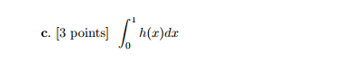 c. [3 points] ∫₀¹ h(x)dx